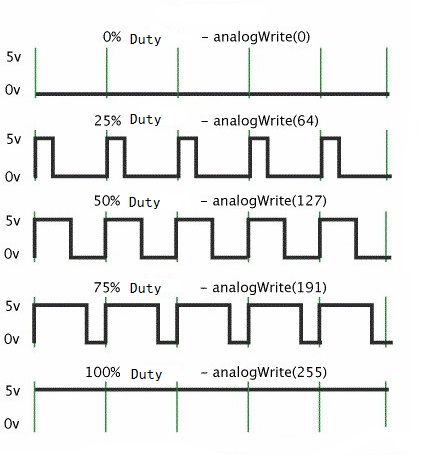 0% Duty – analogWrite(0)
5v
0v
25% Duty – analogWrite(64)
5v
0v
50% Duty – analogWrite(127)
5v
0v
75% Duty – analogWrite(191)
5v
0v
100% Duty – analogWrite(255)
5v
0v